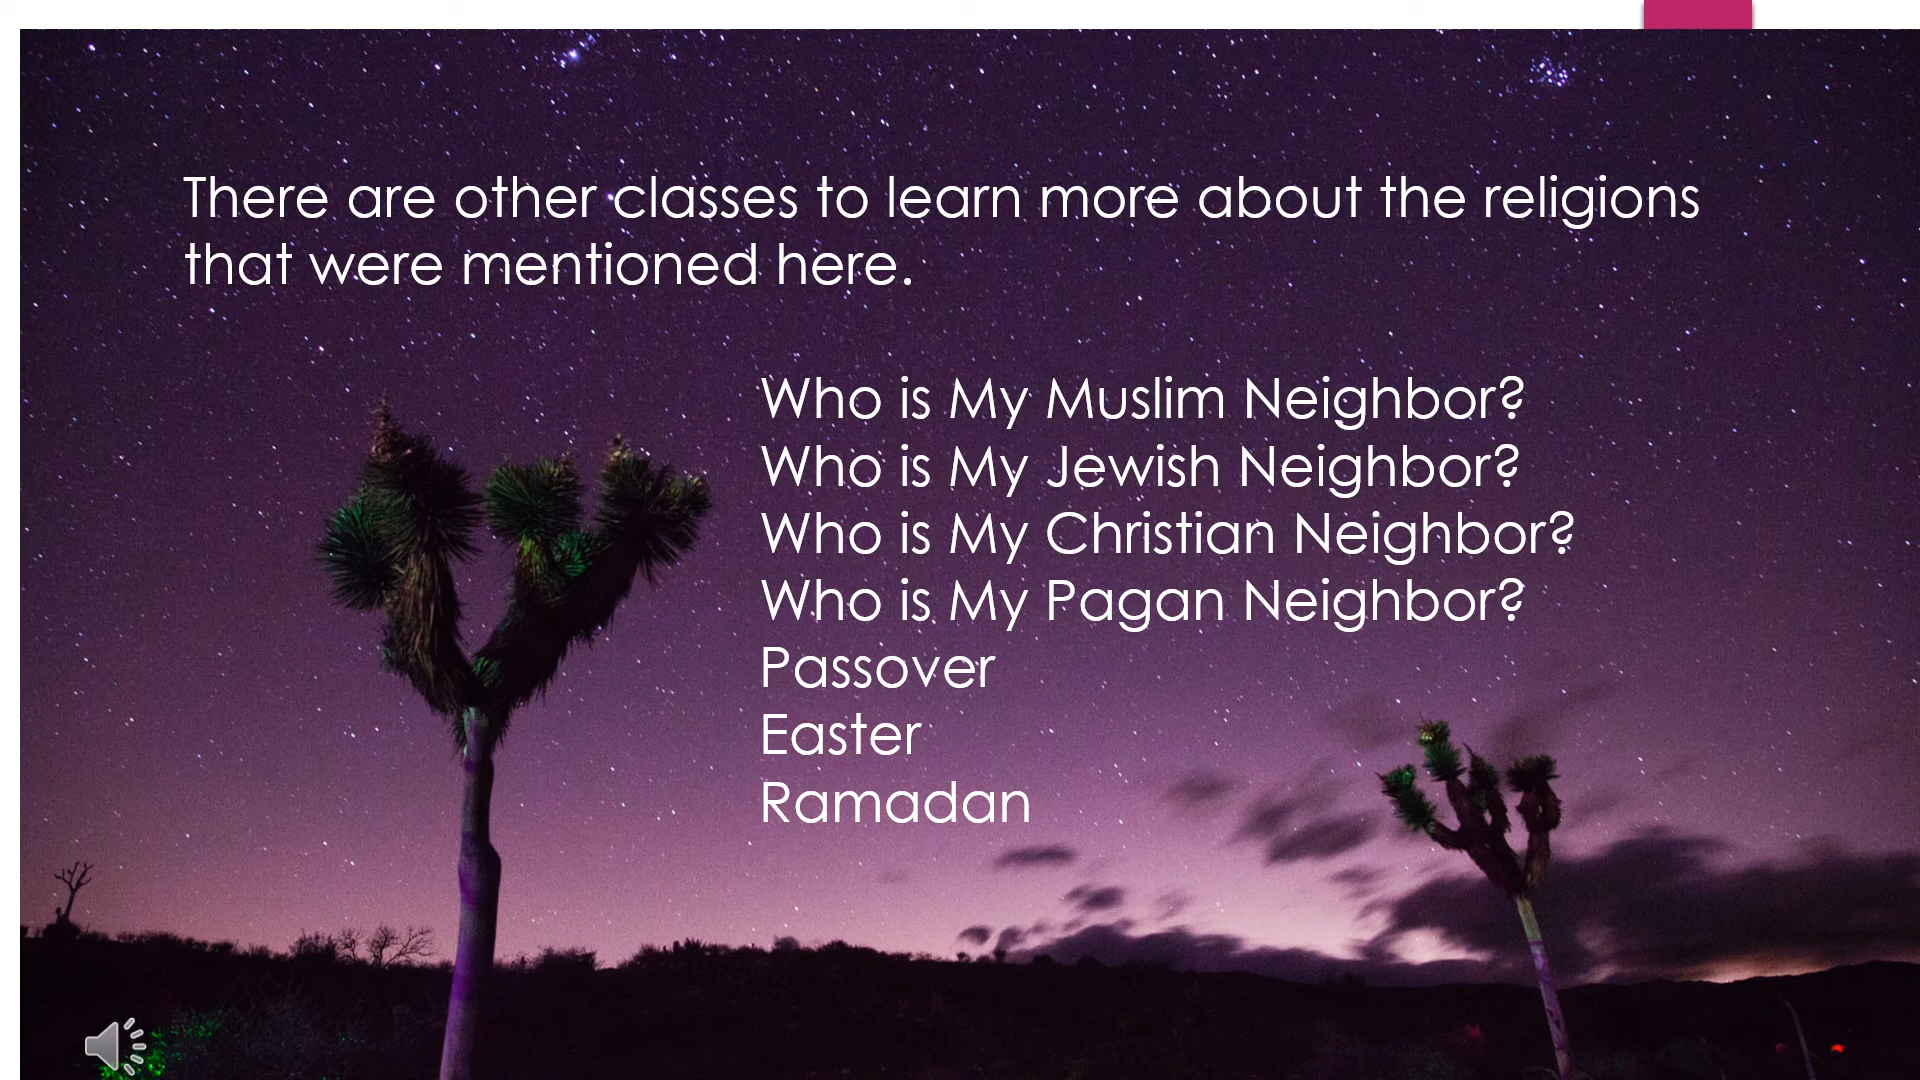 There are other classes to learn more about the religions
that were mentioned here.
Who is My Muslim Neighbor?
Who is My Jewish Neighbor?
Who is My Christian Neighbor?
Who is My Pagan Neighbor?
Passover
Easter
Ramadan